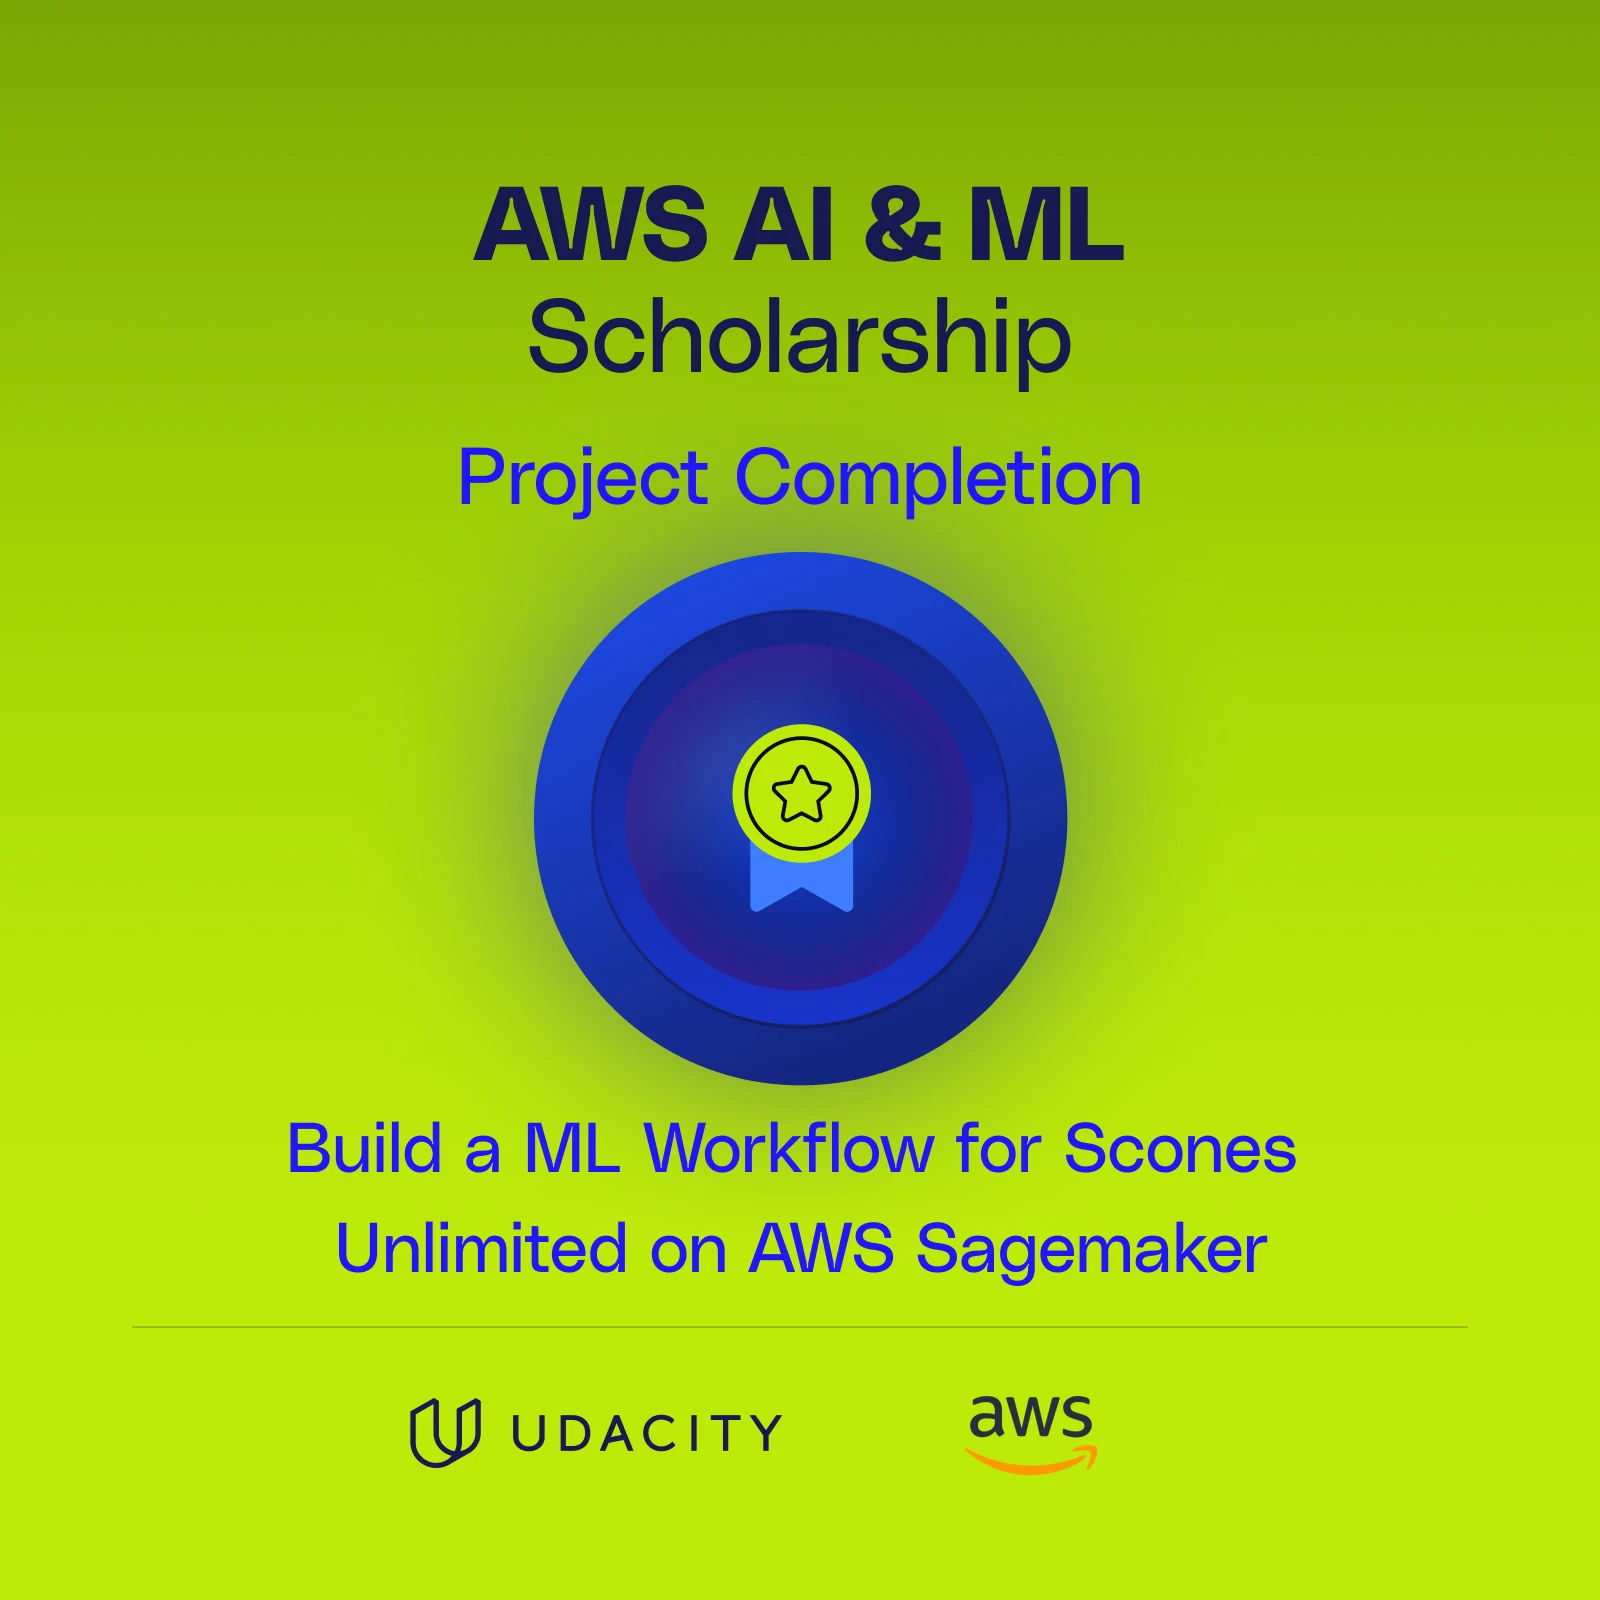 AWS AI & ML
Scholarship
Project Completion
Build a ML Workflow for Scones
Unlimited on AWS Sagemaker
UDACITY
aws